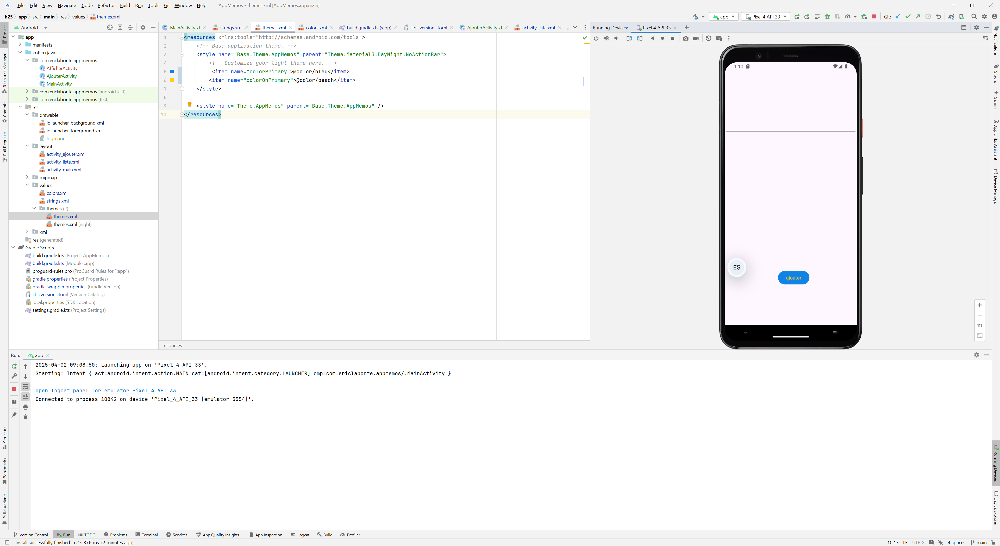 File Edit View Navigate Code Refactor Build Run Tools Git Window Help AppMemos - themes.xml [AppMemos.app.main]
h25 app src main res values themes.xml
app Pixel 4 API 33 Git:
Android
MainActivity.kt strings.xml themes.xml colors.xml build.gradle.kts (:app) libs.versions.toml AjouterActivity.kt activity_liste.xml
Running Devices: Pixel 4 API 33
Project
Resource Manager
Commit
Pull Requests
Structure
Bookmarks
Build Variants
app
manifests
kotlin+java
com.ericlabonte.appmemos
AfficherActivity
AjouterActivity
MainActivity
com.ericlabonte.appmemos (androidTest)
com.ericlabonte.appmemos (test)
res
drawable
ic_launcher_background.xml
ic_launcher_foreground.xml
logo.png
layout
activity_ajouter.xml
activity_liste.xml
activity_main.xml
mipmap
values
colors.xml
strings.xml
themes (2)
themes.xml
themes.xml (night)
xml
res (generated)
Gradle Scripts
build.gradle.kts (Project: AppMemos)
build.gradle.kts (Module :app)
proguard-rules.pro (ProGuard Rules for ":app")
gradle.properties (Project Properties)
gradle-wrapper.properties (Gradle Version)
libs.versions.toml (Version Catalog)
local.properties (SDK Location)
settings.gradle.kts (Project Settings)
1 <resources xmlns:tools="http://schemas.android.com/tools">
2 <!-- Base application theme. -->
3 <style name="Base.Theme.AppMemos" parent="Theme.Material3.DayNight.NoActionBar">
4 <!-- Customize your light theme here. -->
5 <item name="colorPrimary">@color/bleu</item>
6 <item name="colorOnPrimary">@color/peach</item>
7 </style>
8
9 <style name="Theme.AppMemos" parent="Base.Theme.AppMemos" />
10 </resources>
resources
1:10
ES
ajouter
1:1
Notifications
Gradle
Gemini
App Links Assistant
Device Manager
Running Devices
Device Explorer
Run: app
2025-04-02 09:08:50: Launching app on 'Pixel 4 API 33'.
Starting: Intent { act=android.intent.action.MAIN cat=[android.intent.category.LAUNCHER] cmp=com.ericlabonte.appmemos/.MainActivity }
Open logcat panel for emulator Pixel 4 API 33
Connected to process 10842 on device 'Pixel_4_API_33 [emulator-5554]'.
Version Control Run TODO Problems Terminal Services App Quality Insights App Inspection Logcat Build Profiler
Install successfully finished in 2 s 376 ms. (2 minutes ago) 10:13 LF UTF-8 4 spaces main